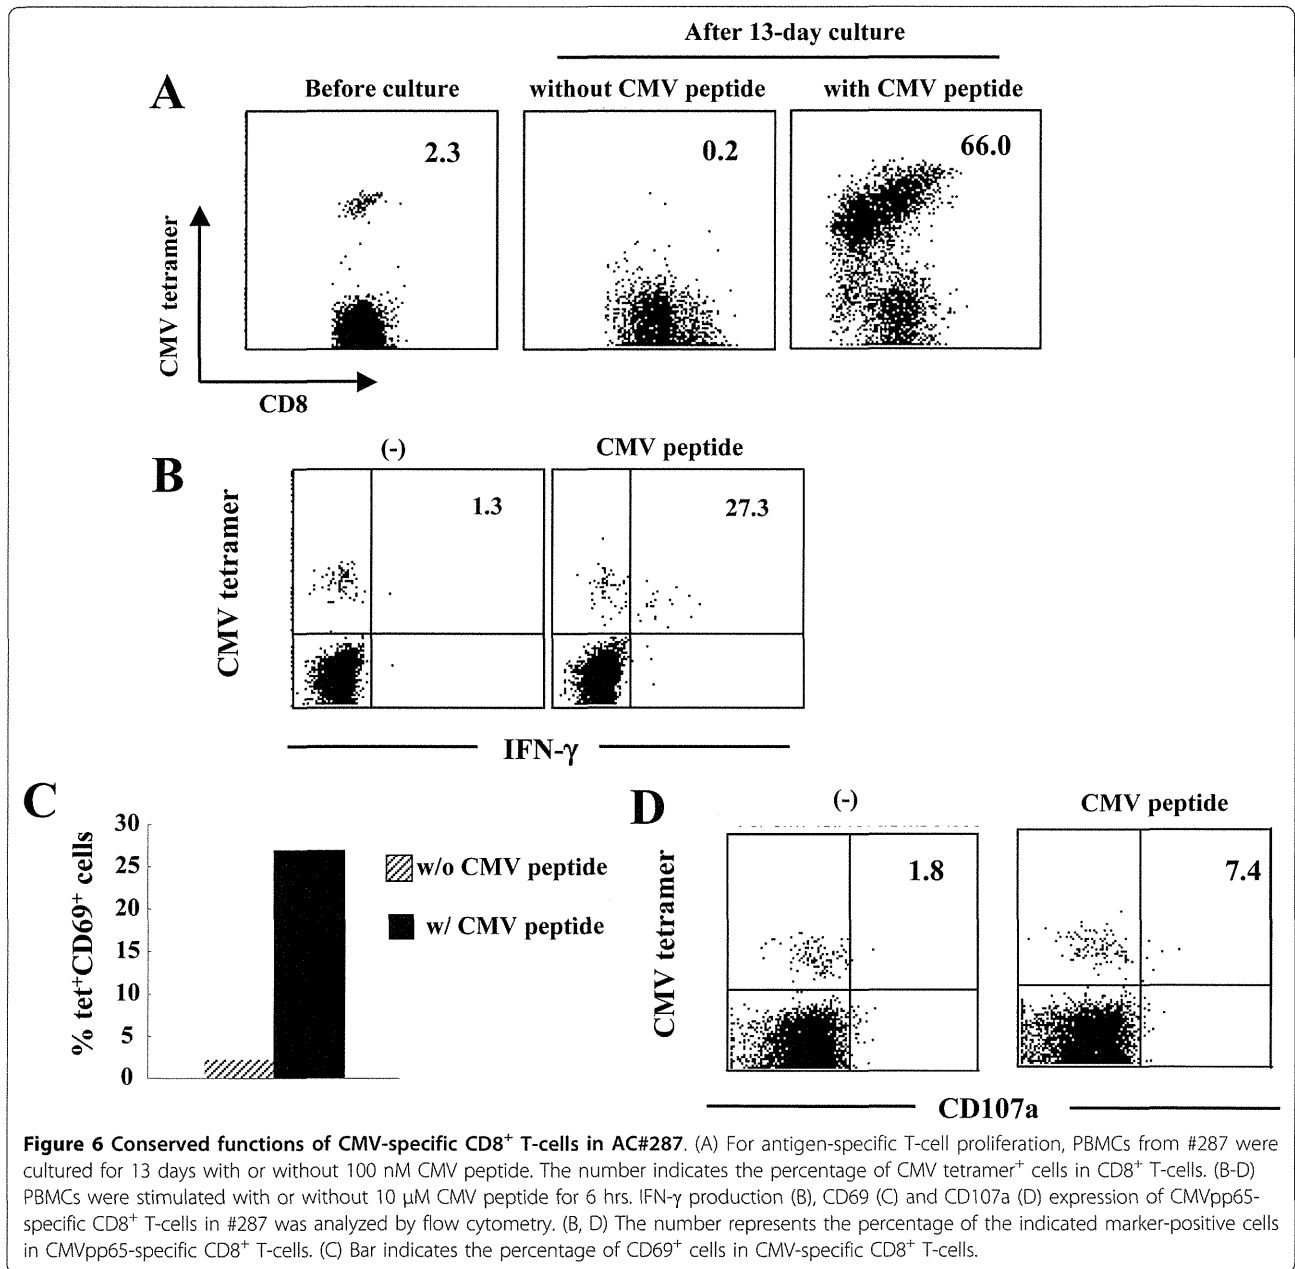 After 13-day culture
A
Before culture
without CMV peptide
with CMV peptide
2.3
0.2
66.0
CMV tetramer
CD8
B
(-)
CMV peptide
1.3
27.3
CMV tetramer
IFN-γ
C
30
25
20
15
10
5
0
% tet⁺CD69⁺ cells
w/o CMV peptide
w/ CMV peptide
D
(-)
CMV peptide
1.8
7.4
CMV tetramer
CD107a
Figure 6 Conserved functions of CMV-specific CD8⁺ T-cells in AC#287. (A) For antigen-specific T-cell proliferation, PBMCs from #287 were
cultured for 13 days with or without 100 nM CMV peptide. The number indicates the percentage of CMV tetramer⁺ cells in CD8⁺ T-cells. (B-D)
PBMCs were stimulated with or without 10 μM CMV peptide for 6 hrs. IFN-γ production (B), CD69 (C) and CD107a (D) expression of CMVpp65-
specific CD8⁺ T-cells in #287 was analyzed by flow cytometry. (B, D) The number represents the percentage of the indicated marker-positive cells
in CMVpp65-specific CD8⁺ T-cells. (C) Bar indicates the percentage of CD69⁺ cells in CMV-specific CD8⁺ T-cells.